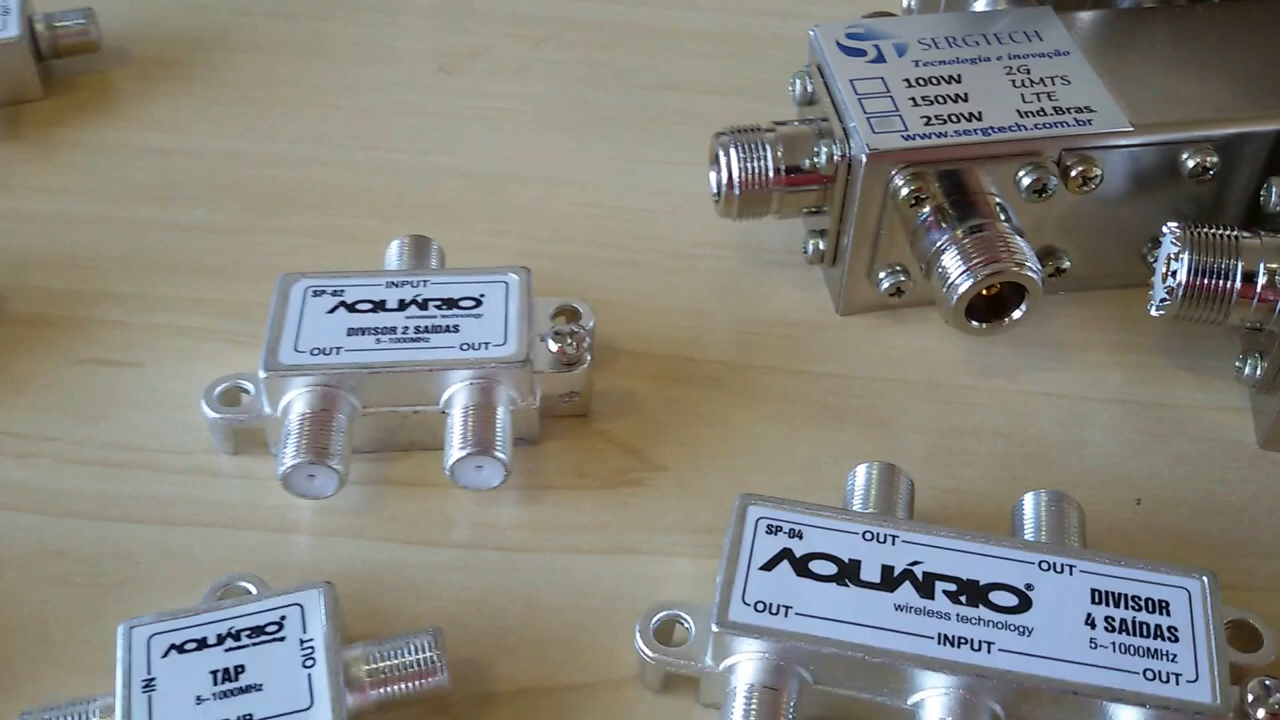 ST SERGTECH
Tecnologia e inovação
100W 2G
UMTS
150W LTE
250W Ind.Bras.
www.sergtech.com.br
SP-02 INPUT
AQUÁRIO®
wireless technology
DIVISOR 2 SAÍDAS
5~1000MHz
OUT OUT
SP-04 OUT OUT
AQUÁRIO®
wireless technology
DIVISOR
4 SAÍDAS
5~1000MHz
OUT INPUT OUT
AQUÁRIO®
TAP
5~1000MHz
IN
OUT